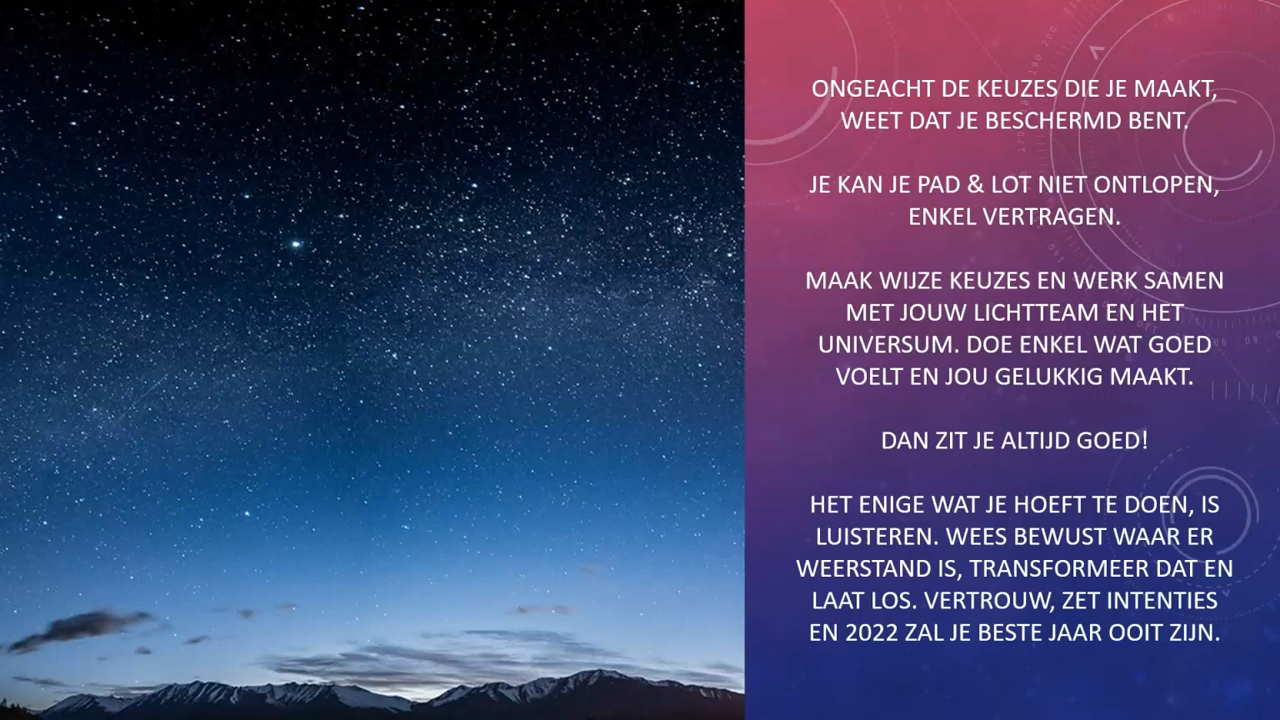 ONGEACHT DE KEUZES DIE JE MAAKT,
WEET DAT JE BESCHERMD BENT.
JE KAN JE PAD & LOT NIET ONTLOPEN,
ENKEL VERTRAGEN.
MAAK WIJZE KEUZES EN WERK SAMEN
MET JOUW LICHTTEAM EN HET
UNIVERSUM. DOE ENKEL WAT GOED
VOELT EN JOU GELUKKIG MAAKT.
DAN ZIT JE ALTIJD GOED!
HET ENIGE WAT JE HOEFT TE DOEN, IS
LUISTEREN. WEES BEWUST WAAR ER
WEERSTAND IS, TRANSFORMEER DAT EN
LAAT LOS. VERTROUW, ZET INTENTIES
EN 2022 ZAL JE BESTE JAAR OOIT ZIJN.